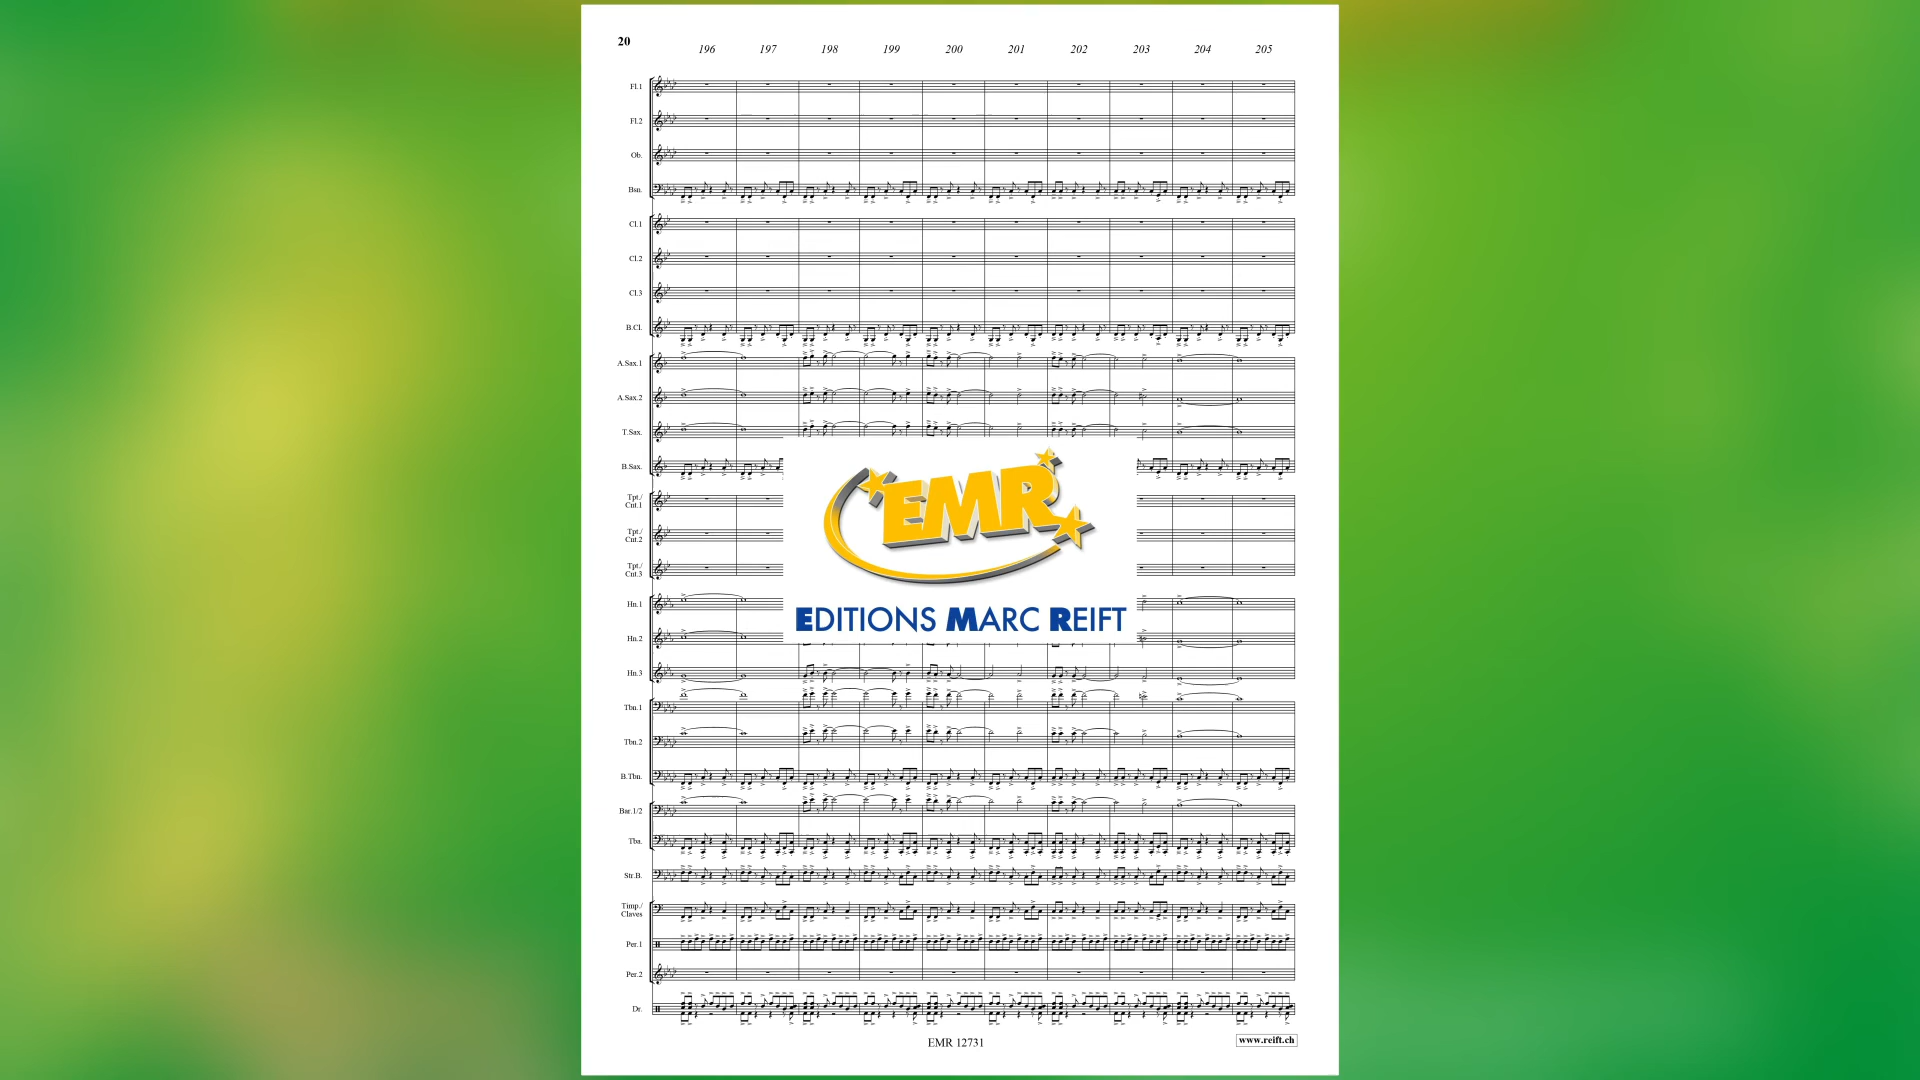 20
196 197 198 199 200 201 202 203 204 205
Fl.1
Fl.2
Ob.
Bsn.
Cl.1
Cl.2
Cl.3
B.Cl.
A.Sax.1
A.Sax.2
T.Sax.
B.Sax.
Tpt./
Cnt.1
Tpt./
Cnt.2
Tpt./
Cnt.3
EMR
EDITIONS MARC REIFT
Hn.1
Hn.2
Hn.3
Tbn.1
Tbn.2
B.Tbn.
Bar.1/2
Tba.
Str.B.
Timp./
Claves
Per.1
Per.2
Dr.
EMR 12731
www.reift.ch